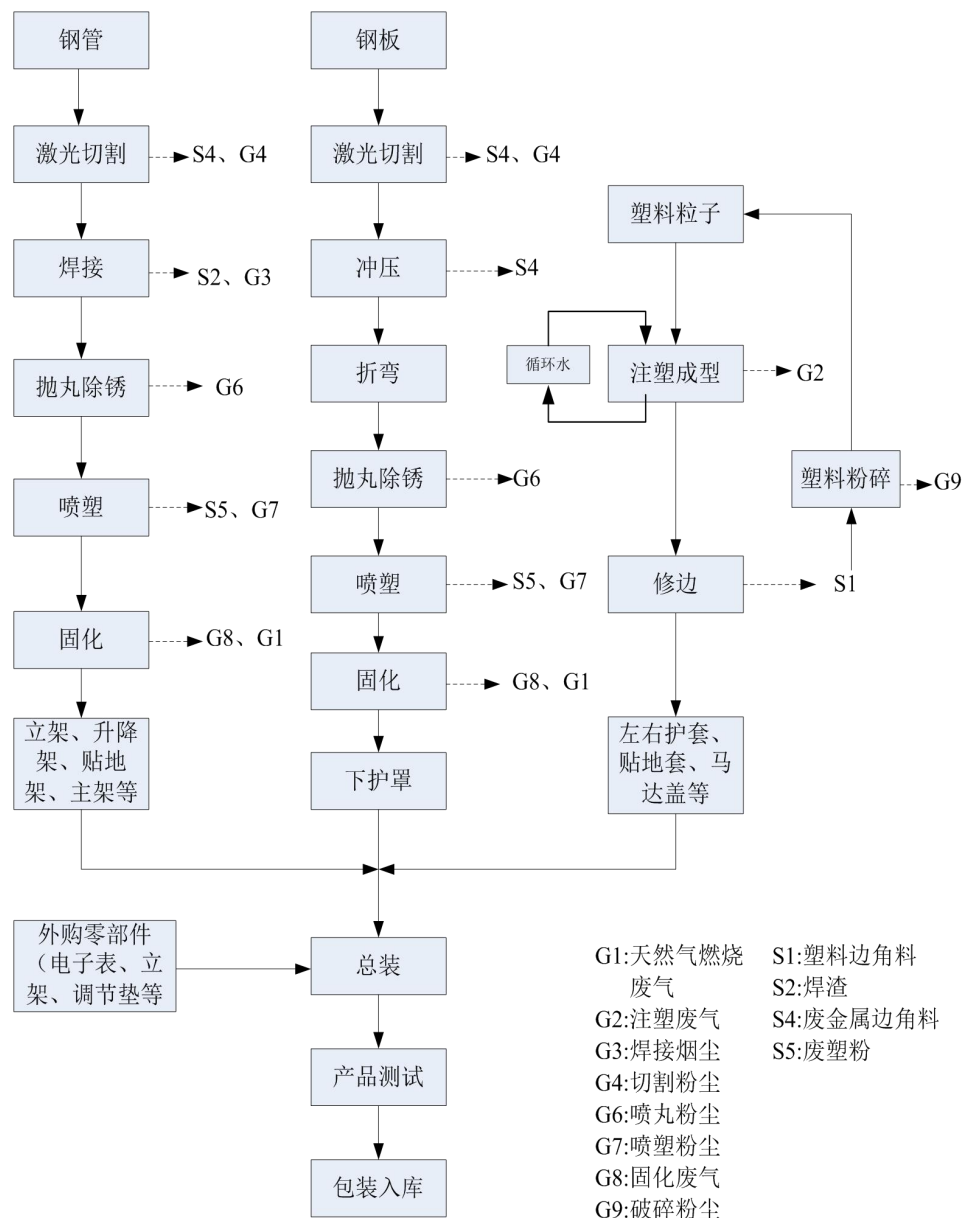 钢管
激光切割
S4、G4
焊接
S2、G3
抛丸除锈
G6
喷塑
S5、G7
固化
G8、G1
立架、升降
架、贴地
架、主架等
钢板
激光切割
S4、G4
冲压
S4
折弯
抛丸除锈
G6
喷塑
S5、G7
固化
G8、G1
下护罩
塑料粒子
循环水
注塑成型
G2
塑料粉碎
G9
修边
S1
左右护套、
贴地套、马
达盖等
外购零部件
（电子表、立
架、调节垫等
总装
产品测试
包装入库
G1:天然气燃烧
废气
G2:注塑废气
G3:焊接烟尘
G4:切割粉尘
G6:喷丸粉尘
G7:喷塑粉尘
G8:固化废气
G9:破碎粉尘
S1:塑料边角料
S2:焊渣
S4:废金属边角料
S5:废塑粉